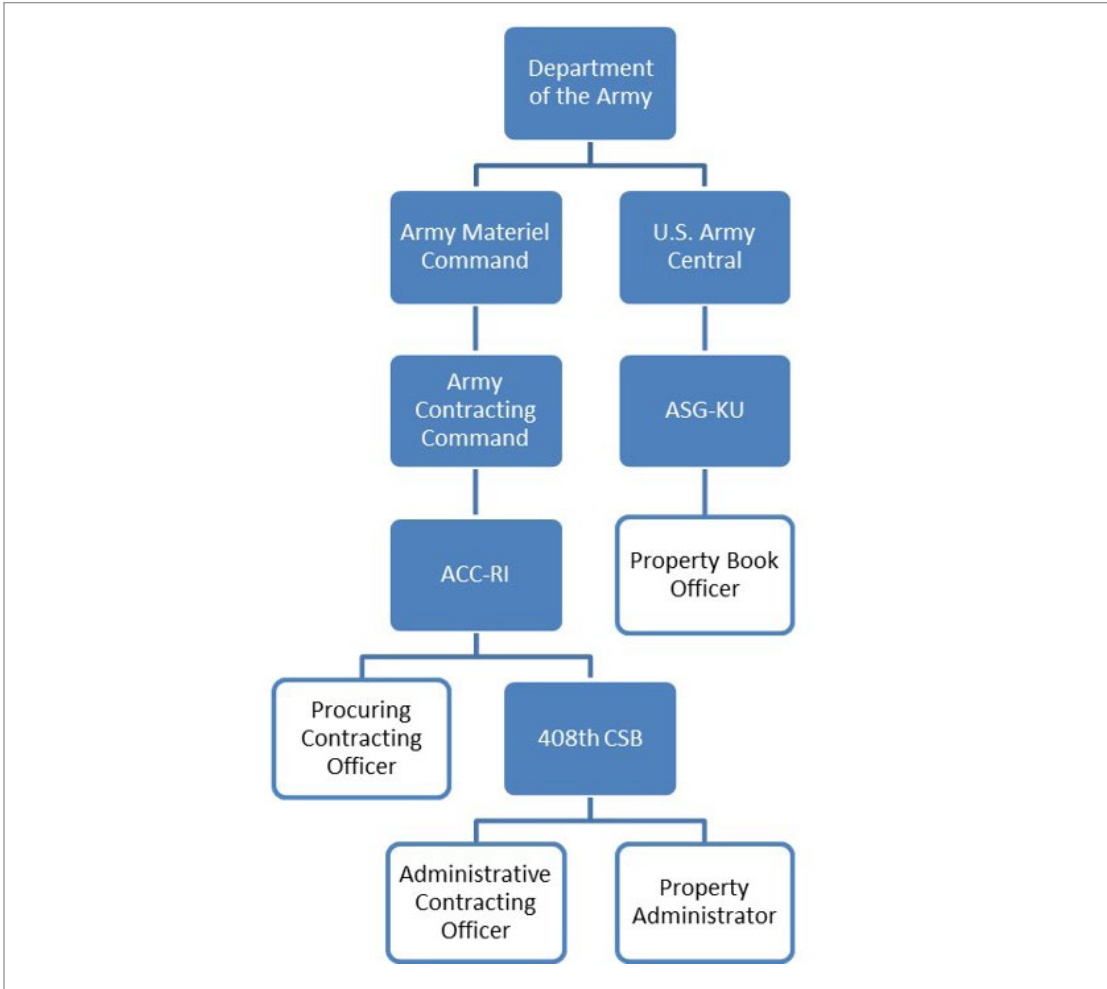 Department
of the Army
Army Materiel
Command
U.S. Army
Central
Army
Contracting
Command
ASG-KU
ACC-RI
Property Book
Officer
Procuring
Contracting
Officer
408th CSB
Administrative
Contracting
Officer
Property
Administrator